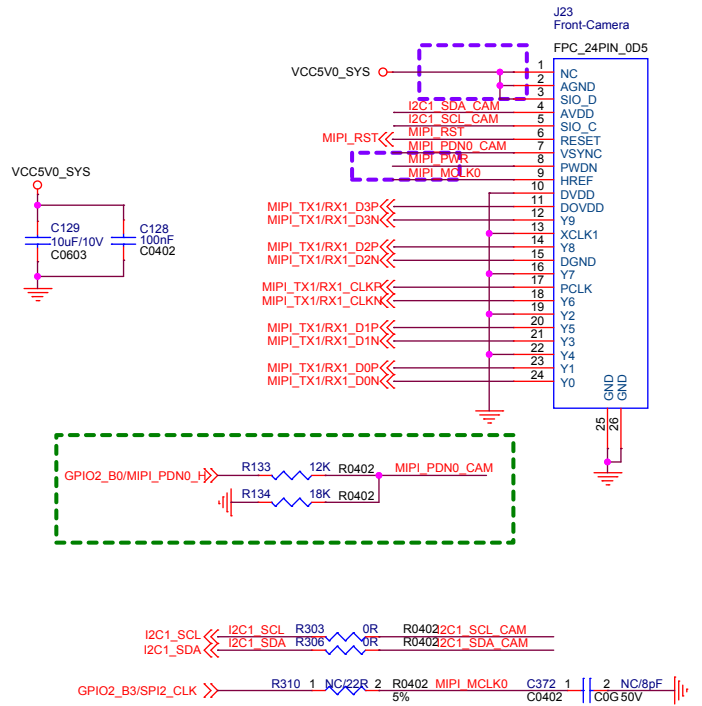 J23
Front-Camera
FPC_24PIN_0D5
VCC5V0_SYS
1 NC
2 AGND
3 SIO_D
I2C1_SDA_CAM 4 AVDD
I2C1_SCL_CAM 5 SIO_C
MIPI_RST MIPI_RST 6 RESET
MIPI_PDN0_CAM 7 VSYNC
MIPI_PWR 8 PWDN
MIPI_MCLK0 9 HREF
10 DVDD
MIPI_TX1/RX1_D3P 11 DOVDD
MIPI_TX1/RX1_D3N 12 Y9
13 XCLK1
MIPI_TX1/RX1_D2P 14 Y8
MIPI_TX1/RX1_D2N 15 DGND
16 Y7
MIPI_TX1/RX1_CLKP 17 PCLK
MIPI_TX1/RX1_CLKN 18 Y6
19 Y2
MIPI_TX1/RX1_D1P 20 Y5
MIPI_TX1/RX1_D1N 21 Y3
22 Y4
MIPI_TX1/RX1_D0P 23 Y1
MIPI_TX1/RX1_D0N 24 Y0
GND GND
25 26
VCC5V0_SYS
C129
10uF/10V
C0603
C128
100nF
C0402
GPIO2_B0/MIPI_PDN0_H R133 12K R0402 MIPI_PDN0_CAM
R134 18K R0402
I2C1_SCL I2C1_SCL R303 0R R0402 I2C1_SCL_CAM
I2C1_SDA I2C1_SDA R306 0R R0402 I2C1_SDA_CAM
GPIO2_B3/SPI2_CLK R310 1 NC/22R 2 R0402 MIPI_MCLK0 C372 1 2 NC/8pF
5% C0402 C0G 50V